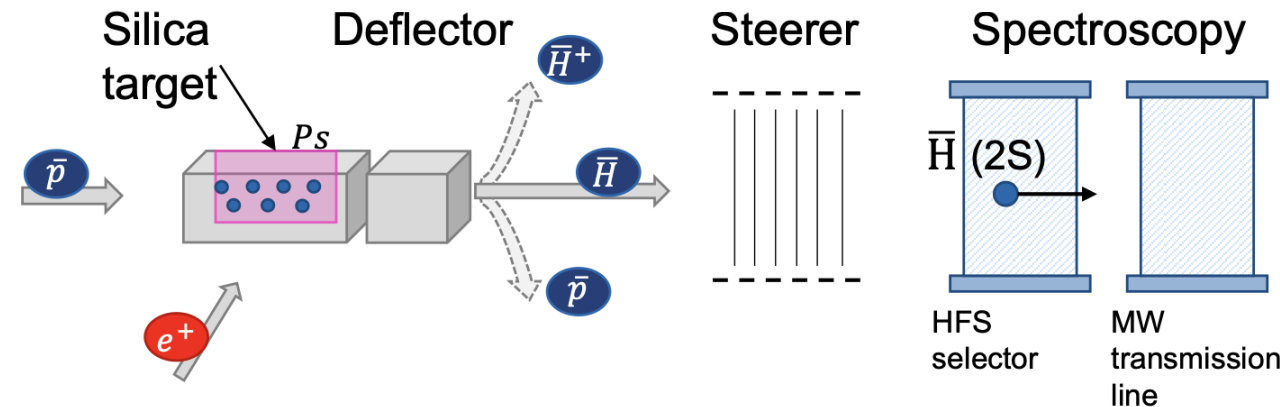 Silica
target
Deflector
Steerer
Spectroscopy
H̅⁺
Ps
p̅
H̅
H̅ (2S)
p̅
e⁺
HFS
selector
MW
transmission
line